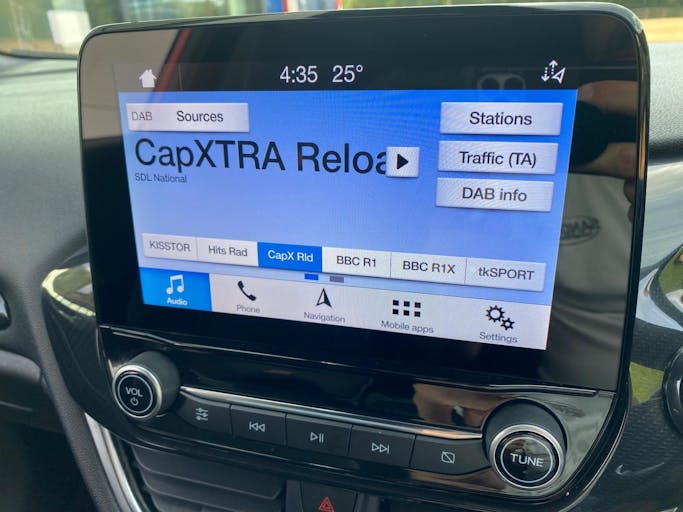 4:35 25°
DAB Sources
Stations
CapXTRA Reloa
SDL National
Traffic (TA)
DAB info
KISSTOR Hits Rad CapX Rld BBC R1 BBC R1X tkSPORT
Audio Phone Navigation Mobile apps Settings
VOL
TUNE